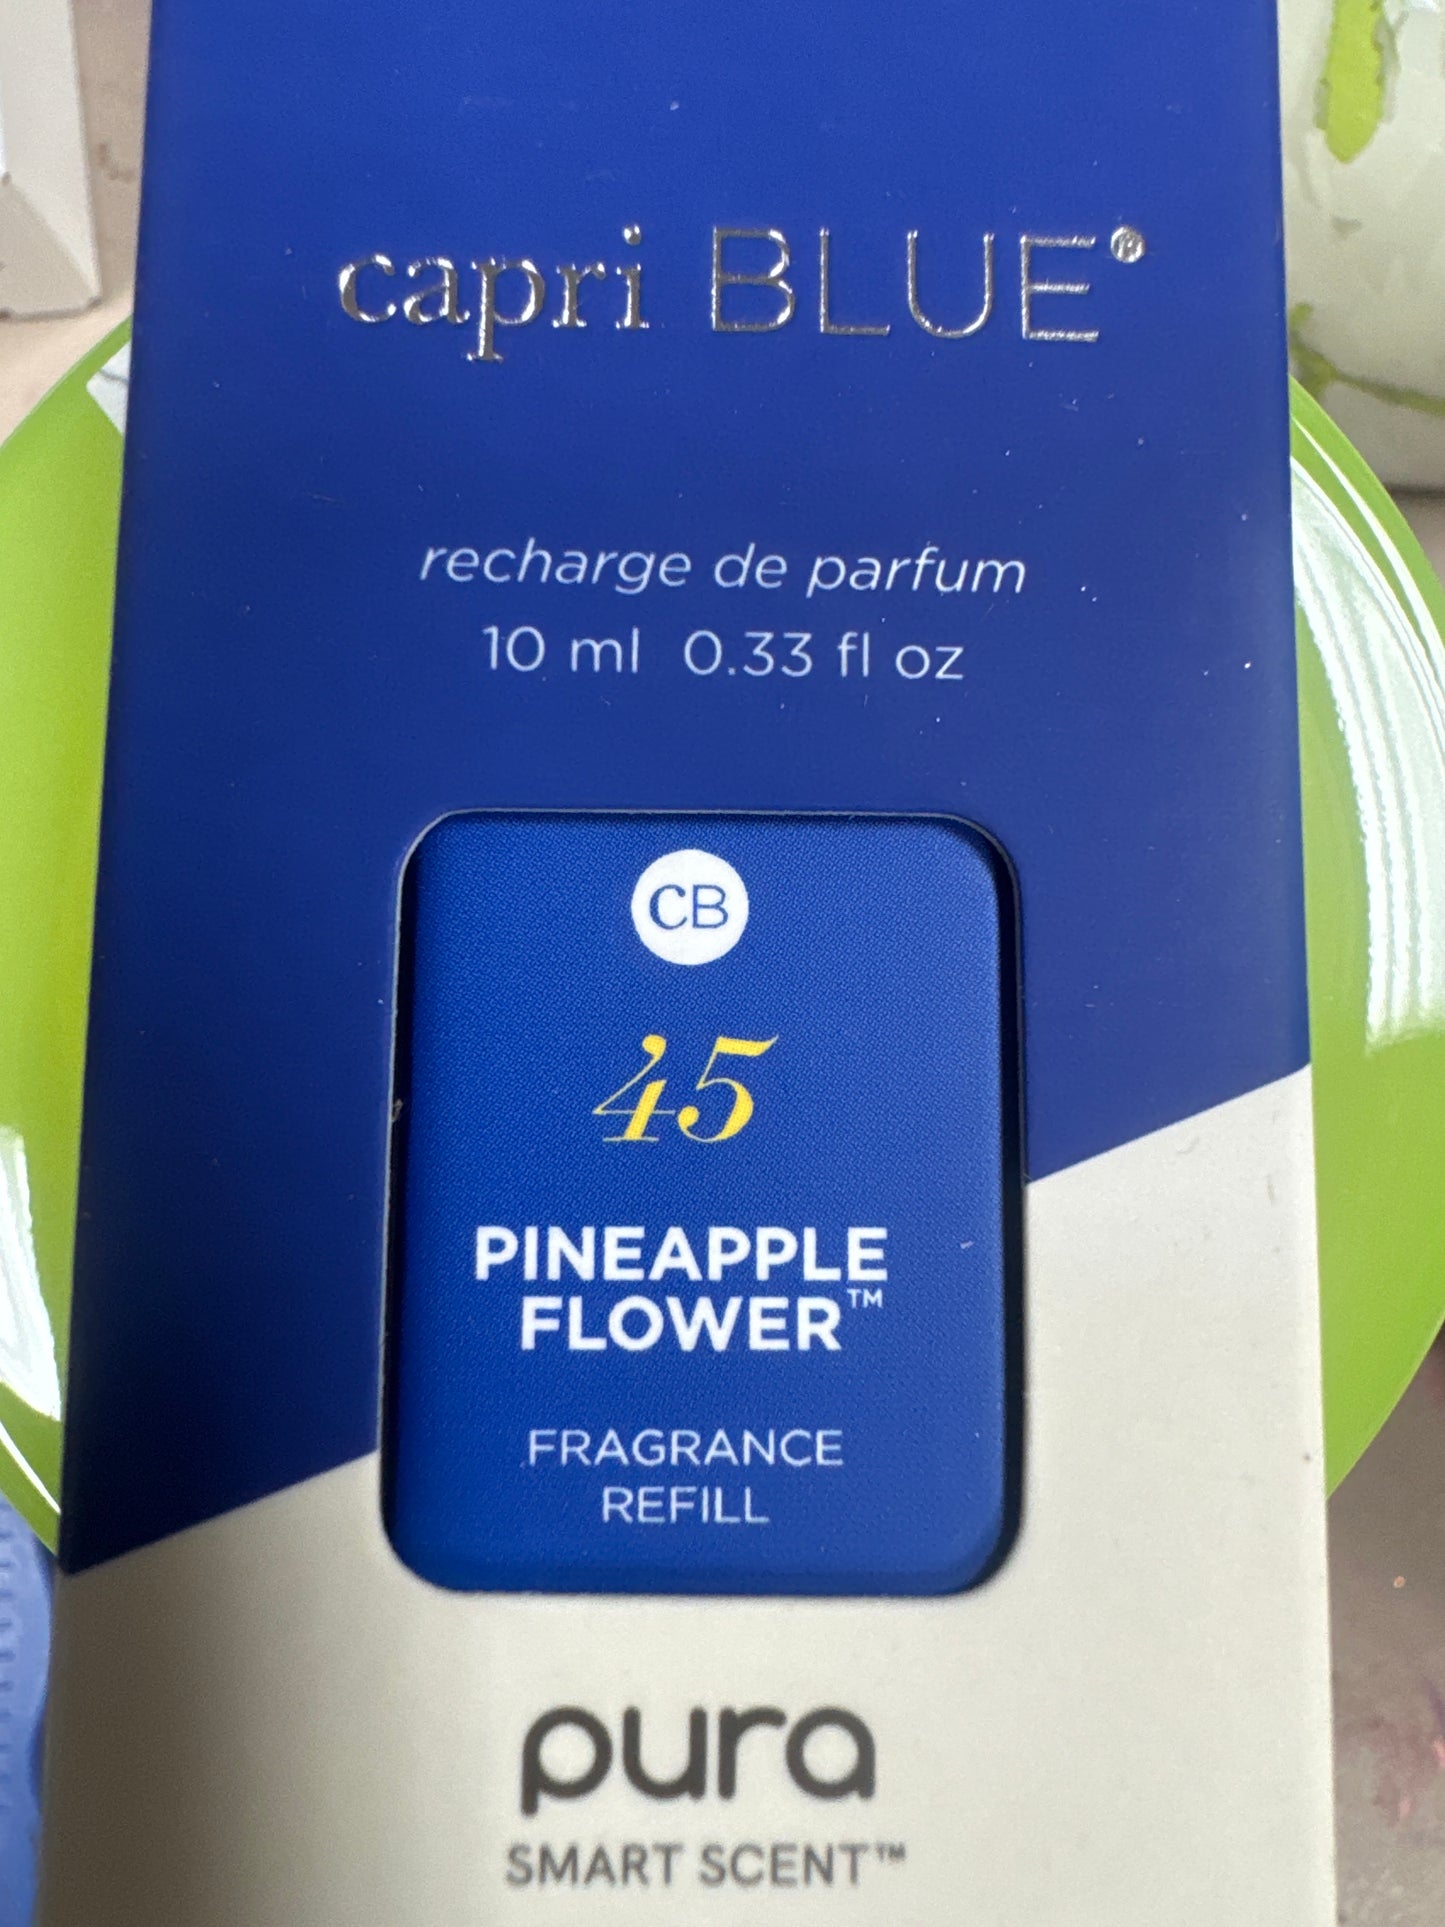 capri BLUE®
recharge de parfum
10 ml 0.33 fl oz
CB
45
PINEAPPLE
FLOWER™
FRAGRANCE
REFILL
pura
SMART SCENT™